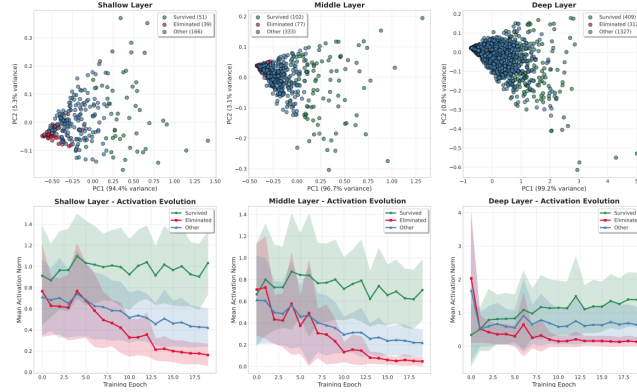 Shallow Layer
Survived (51)
Eliminated (39)
Other (166)
0.3
0.2
0.1
0.0
−0.1
PC2 (5.3% variance)
−0.50 −0.25 0.00 0.25 0.50 0.75 1.00 1.25 1.50
PC1 (94.4% variance)
Middle Layer
Survived (102)
Eliminated (77)
Other (333)
0.2
0.1
0.0
−0.1
−0.2
−0.3
PC2 (3.1% variance)
−0.50 −0.25 0.00 0.25 0.50 0.75 1.00 1.25
PC1 (96.7% variance)
Deep Layer
Survived (409)
Eliminated (312
Other (1327)
0.4
0.2
0.0
−0.2
−0.4
−0.6
PC2 (0.8% variance)
−1 0 1 2 3 4 5
PC1 (99.2% variance)
Shallow Layer - Activation Evolution
Survived
Eliminated
Other
1.4
1.2
1.0
0.8
0.6
0.4
0.2
0.0
Mean Activation Norm
0.0 2.5 5.0 7.5 10.0 12.5 15.0 17.5
Training Epoch
Middle Layer - Activation Evolution
Survived
Eliminated
Other
1.4
1.2
1.0
0.8
0.6
0.4
0.2
0.0
Mean Activation Norm
0.0 2.5 5.0 7.5 10.0 12.5 15.0 17.5
Training Epoch
Deep Layer - Activation Evolution
Survived
Eliminated
Other
4
3
2
1
0
Mean Activation Norm
0.0 2.5 5.0 7.5 10.0 12.5 15.0 17.5
Training Epoch